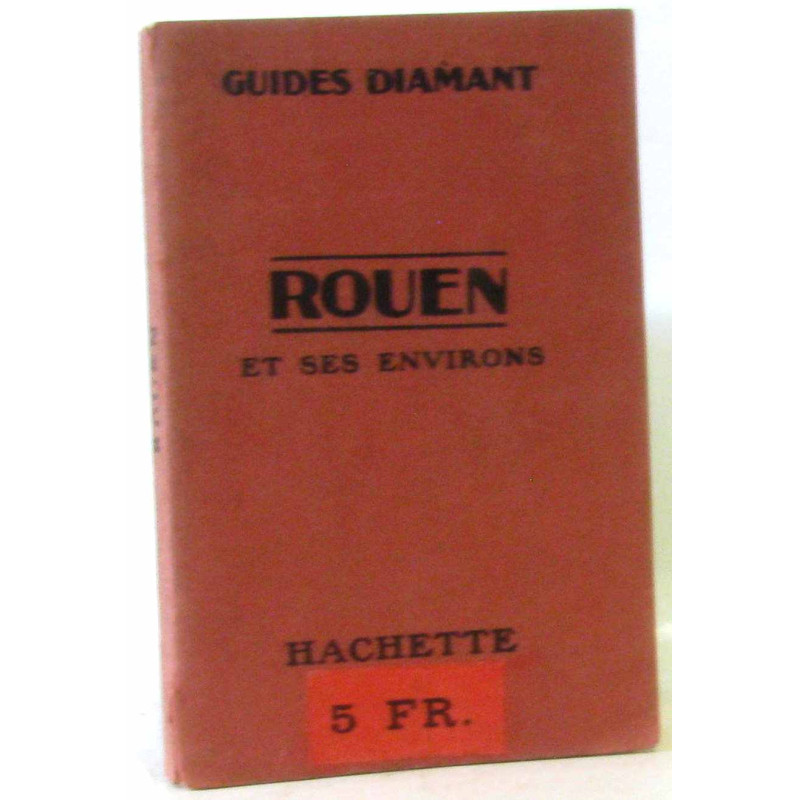 GUIDES DIAMANT
ROUEN
ET SES ENVIRONS
HACHETTE
5 FR.